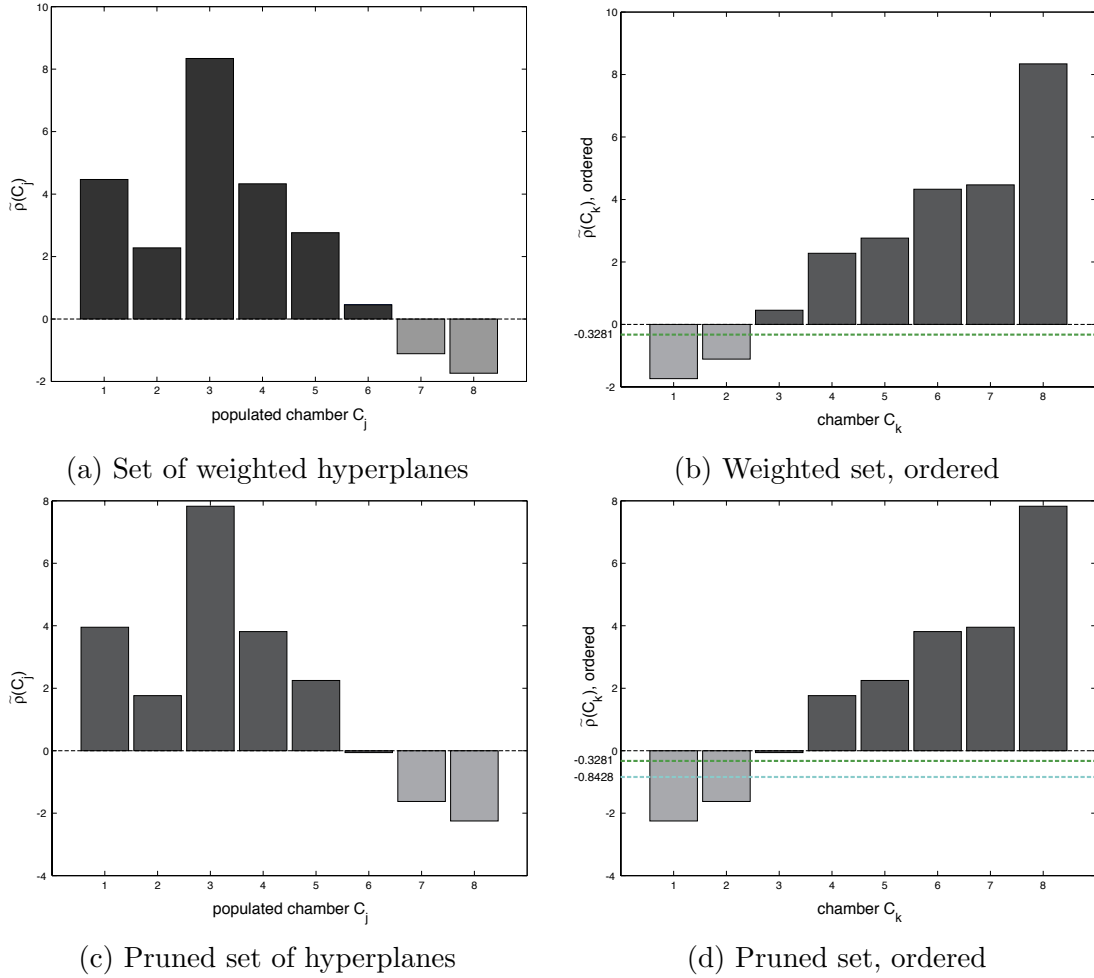 10
8
6
4
2
0
-2
ρ̃(C_j)
1 2 3 4 5 6 7 8
populated chamber C_j
(a) Set of weighted hyperplanes
10
8
6
4
2
0
-0.3281
-2
ρ̃(C_k), ordered
1 2 3 4 5 6 7 8
chamber C_k
(b) Weighted set, ordered
8
6
4
2
0
-2
-4
ρ̃(C_j)
1 2 3 4 5 6 7 8
populated chamber C_j
(c) Pruned set of hyperplanes
8
6
4
2
0
-0.3281
-0.8428
-2
-4
ρ̃(C_k), ordered
1 2 3 4 5 6 7 8
chamber C_k
(d) Pruned set, ordered